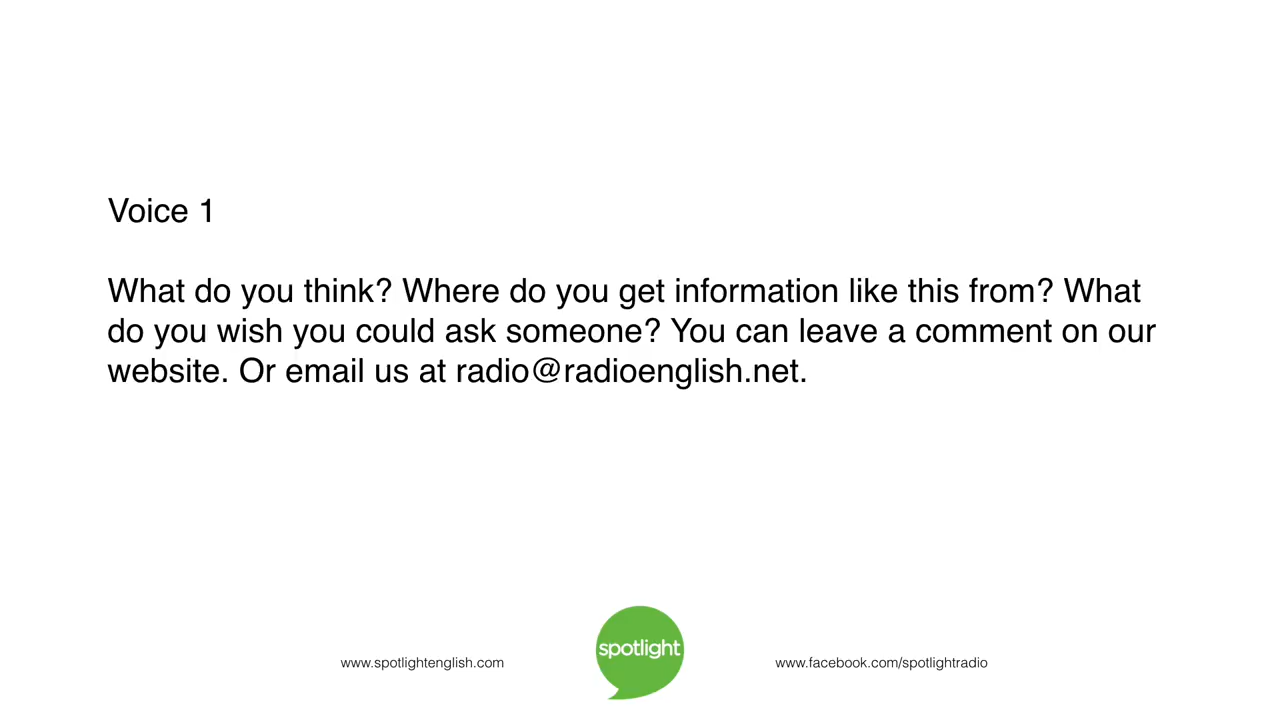 Voice 1
What do you think? Where do you get information like this from? What
do you wish you could ask someone? You can leave a comment on our
website. Or email us at radio@radioenglish.net.
spotlight
www.spotlightenglish.com
www.facebook.com/spotlightradio